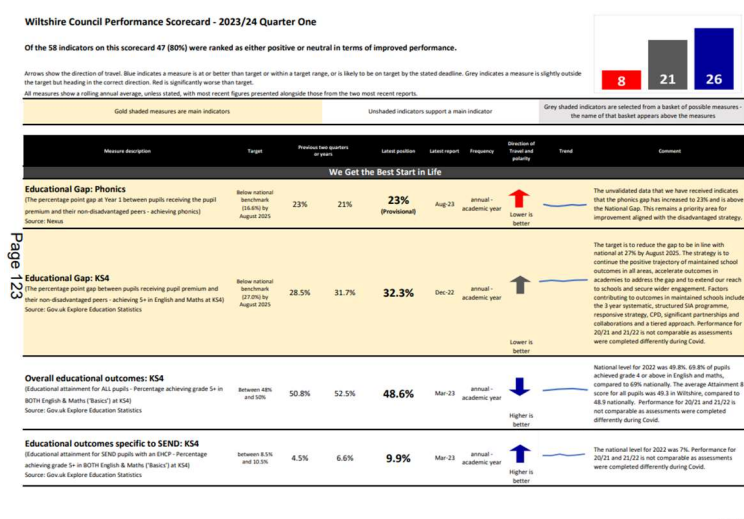 Wiltshire Council Performance Scorecard - 2023/24 Quarter One
Of the 58 indicators on this scorecard 47 (80%) were ranked as either positive or neutral in terms of improved performance.
8
21
26
Arrows show the direction of travel. Blue indicates a measure is at or better than target or within a target range, or is likely to be on target by the stated deadline. Grey indicates a measure is slightly outside
the target but heading in the correct direction. Red is significantly worse than target.
All measures show a rolling annual average, unless stated, with most recent figures presented alongside those from the two most recent reports.
Gold shaded measures are main indicators
Unshaded indicators support a main indicator
Grey shaded indicators are selected from a basket of possible measures -
the name of that basket appears above the measures
Measure description
Target
Previous two quarters
or years
Latest position
Latest report
Frequency
Direction of
Travel and
polarity
Trend
Comment
We Get the Best Start in Life
Educational Gap: Phonics
(The percentage point gap at Year 1 between pupils receiving the pupil
premium and their non-disadvantaged peers - achieving phonics)
Source: Nexus
Below national
benchmark
(16.6%) by
August 2025
23%
21%
23%
(Provisional)
Aug-23
annual -
academic year
Lower is
better
The unvalidated data that we have received indicates
that the phonics gap has increased to 23% and is above
the National Gap. This remains a priority area for
improvement aligned with the disadvantaged strategy.
Educational Gap: KS4
(The percentage point gap between pupils receiving pupil premium and
their non-disadvantaged peers - achieving 5+ in English and Maths at KS4)
Source: Gov.uk Explore Education Statistics
Below national
benchmark
(27.0%) by
August 2025
28.5%
31.7%
32.3%
Dec-22
annual -
academic year
Lower is
better
The target is to reduce the gap to be in line with
national at 27% by August 2025. The strategy is to
continue the positive trajectory of maintained school
outcomes in all areas, accelerate outcomes in
academies to address the gap and to extend our reach
to schools and secure wider engagement. Factors
contributing to outcomes in maintained schools include
the 3 year systematic, structured SIA programme,
responsive strategy, CPD, significant partnerships and
collaborations and a tiered approach. Performance for
20/21 and 21/22 is not comparable as assessments
were completed differently during Covid.
Overall educational outcomes: KS4
(Educational attainment for ALL pupils - Percentage achieving grade 5+ in
BOTH English & Maths ('Basics') at KS4)
Source: Gov.uk Explore Education Statistics
Between 48%
and 50%
50.8%
52.5%
48.6%
Mar-23
annual -
academic year
Higher is
better
National level for 2022 was 49.8%. 69.8% of pupils
achieved grade 4 or above in English and maths,
compared to 69% nationally. The average Attainment 8
score for all pupils was 49.3 in Wiltshire, compared to
48.9 nationally. Performance for 20/21 and 21/22 is
not comparable as assessments were completed
differently during Covid.
Educational outcomes specific to SEND: KS4
(Educational attainment for SEND pupils with an EHCP - Percentage
achieving grade 5+ in BOTH English & Maths ('Basics') at KS4)
Source: Gov.uk Explore Education Statistics
between 8.5%
and 10.5%
4.5%
6.6%
9.9%
Mar-23
annual -
academic year
Higher is
better
The national level for 2022 was 7%. Performance for
20/21 and 21/22 is not comparable as assessments
were completed differently during Covid.
Page 123